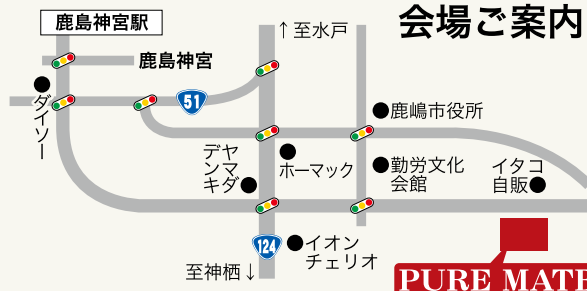 会場ご案内
鹿島神宮駅
↑至水戸
鹿島神宮
ダイソー
51
鹿嶋市役所
ヤマダ
デンキ
ホーマック
勤労文化
会館
イタコ
自販
124
イオン
チェリオ
至神栖↓
PURE MATE